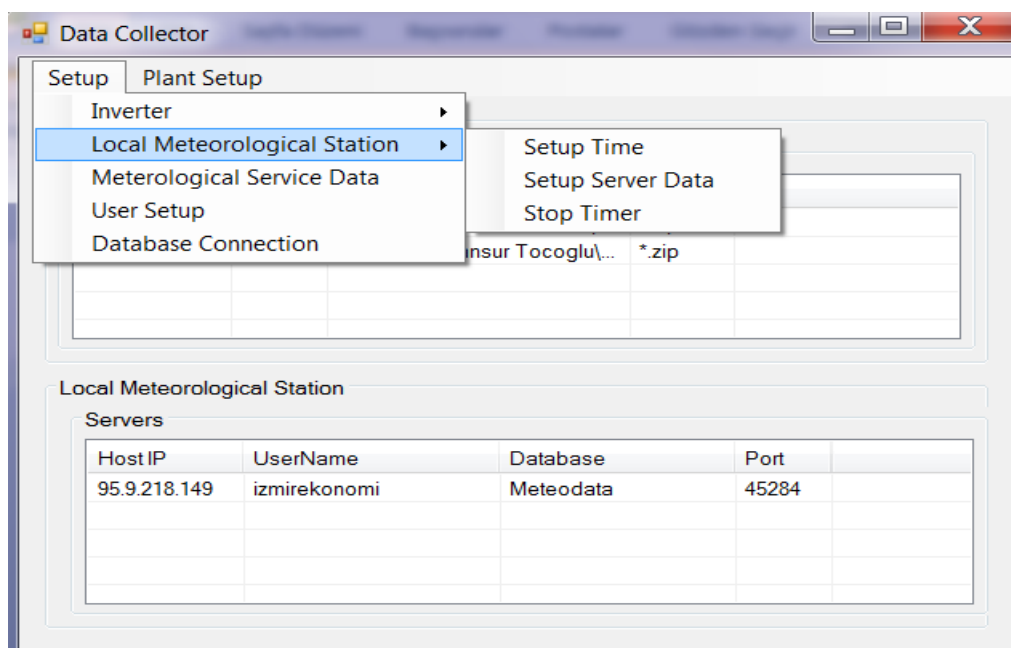 Data Collector
Setup Plant Setup
Inverter
Local Meteorological Station
Meterological Service Data
User Setup
Database Connection
Setup Time
Setup Server Data
Stop Timer
Tocoglu\... *.zip
Local Meteorological Station
Servers
Host IP UserName Database Port
95.9.218.149 izmirekonomi Meteodata 45284